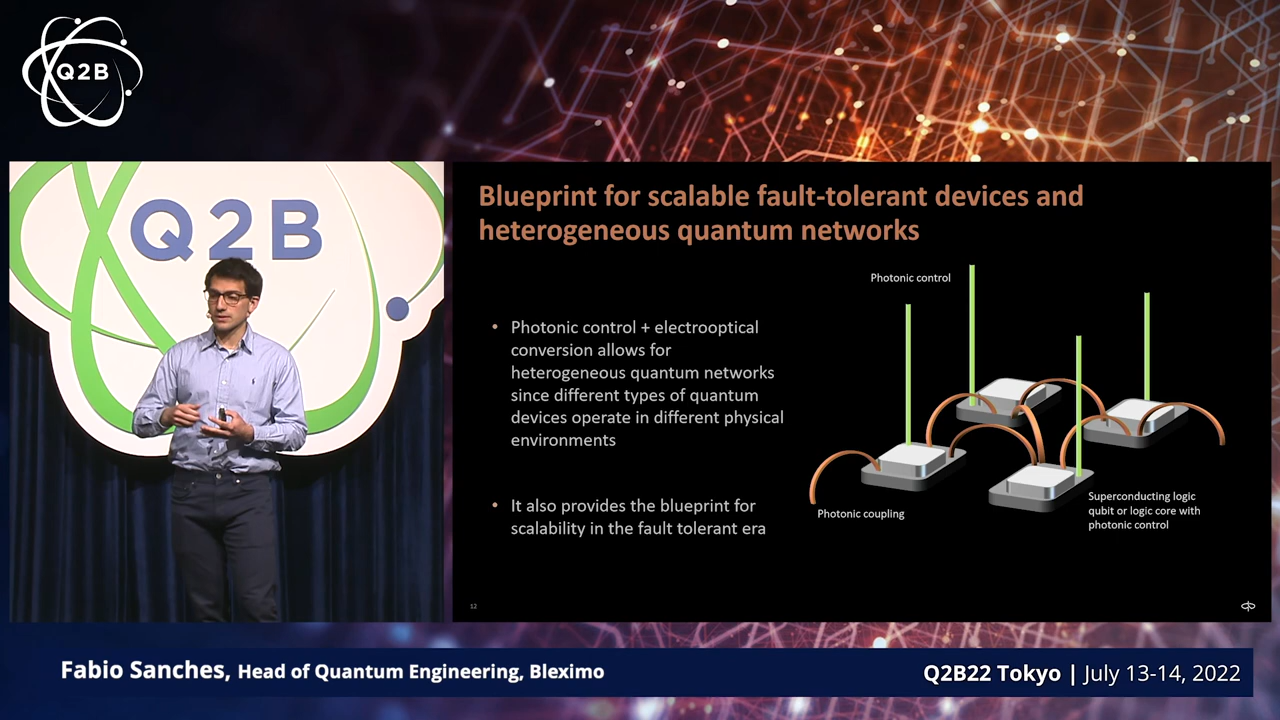 Q2B
Q2B
Blueprint for scalable fault-tolerant devices and
heterogeneous quantum networks
• Photonic control + electrooptical
conversion allows for
heterogeneous quantum networks
since different types of quantum
devices operate in different physical
environments
• It also provides the blueprint for
scalability in the fault tolerant era
Photonic control
Photonic coupling
Superconducting logic
qubit or logic core with
photonic control
12
Fabio Sanches, Head of Quantum Engineering, Bleximo
Q2B22 Tokyo | July 13-14, 2022